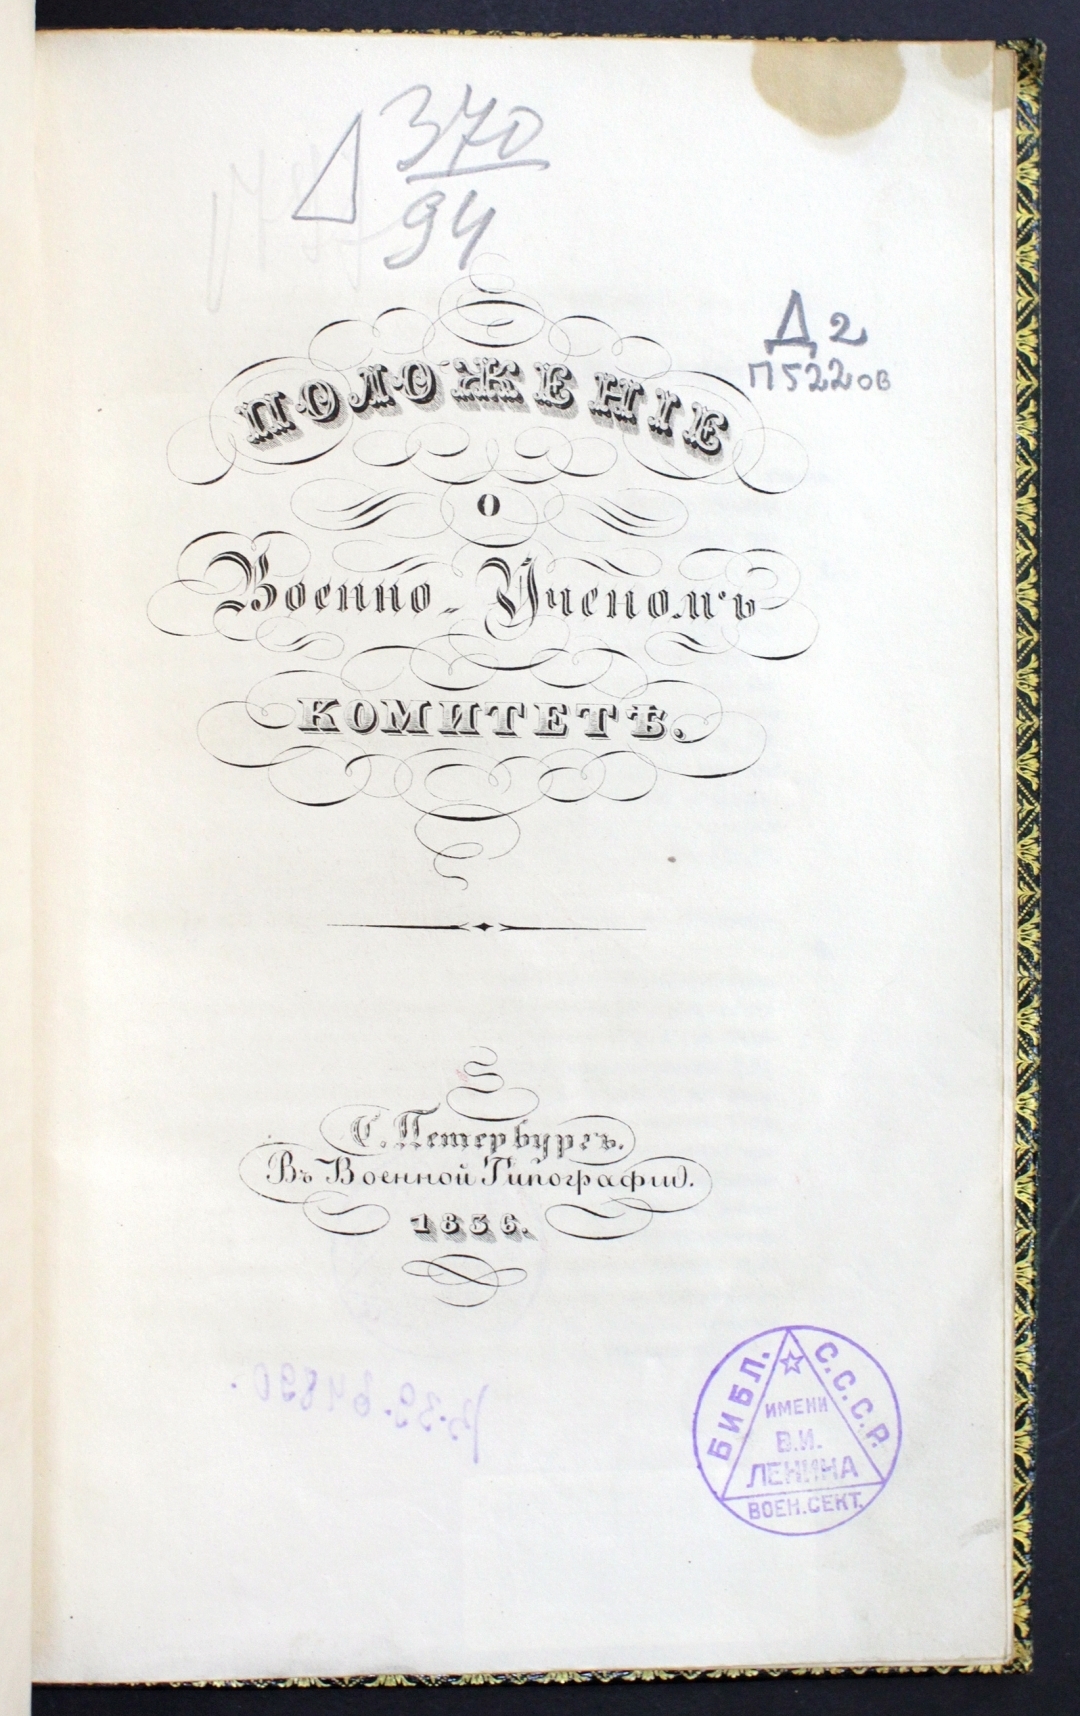 Д 370
94
Д2
П522ов
ПОЛОЖЕНІЕ
О
Военно-Ученомъ
КОМИТЕТѢ.
С. Петербургъ.
Въ Военной Типографіи.
1836.
БИБЛ. С.С.С.Р.
ИМЕНИ
В.И.
ЛЕНИНА
ВОЕН.СЕКТ.